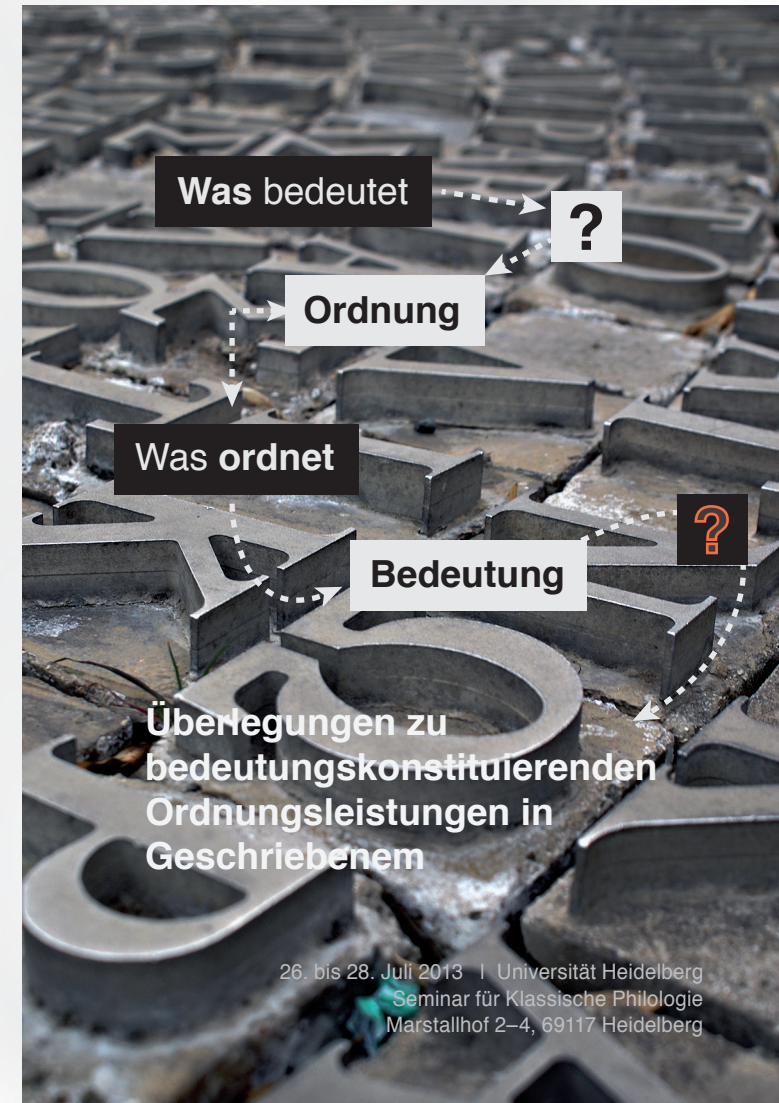 Was bedeutet
?
Ordnung
Was ordnet
?
Bedeutung
Überlegungen zu
bedeutungskonstituierenden
Ordnungsleistungen in
Geschriebenem
26. bis 28. Juli 2013 | Universität Heidelberg
Seminar für Klassische Philologie
Marstallhof 2–4, 69117 Heidelberg